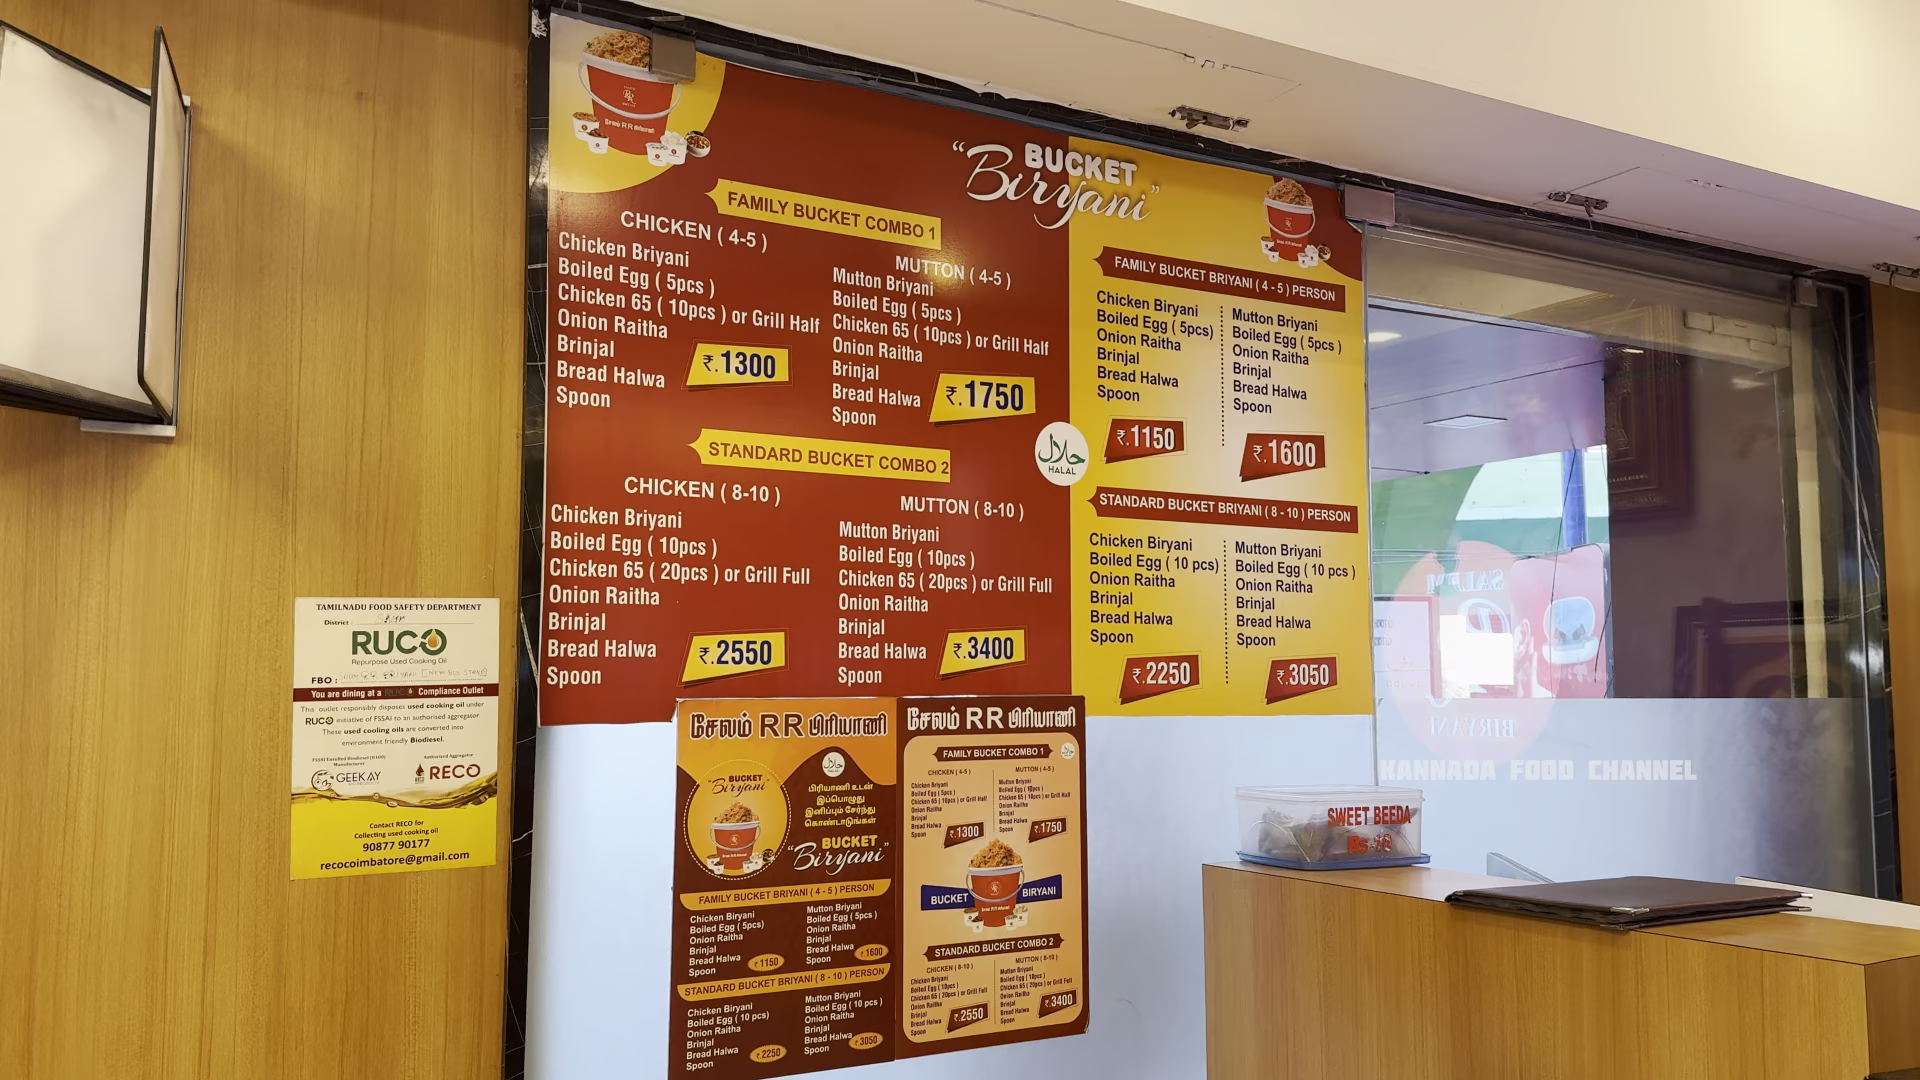 "BUCKET
Biryani"
FAMILY BUCKET COMBO 1
CHICKEN ( 4-5 )
Chicken Briyani
Boiled Egg ( 5pcs )
Chicken 65 ( 10pcs ) or Grill Half
Onion Raitha
Brinjal
Bread Halwa
Spoon
₹.1300
MUTTON ( 4-5 )
Mutton Briyani
Boiled Egg ( 5pcs )
Chicken 65 ( 10pcs ) or Grill Half
Onion Raitha
Brinjal
Bread Halwa
Spoon
₹.1750
STANDARD BUCKET COMBO 2
CHICKEN ( 8-10 )
Chicken Briyani
Boiled Egg ( 10pcs )
Chicken 65 ( 20pcs ) or Grill Full
Onion Raitha
Brinjal
Bread Halwa
Spoon
₹.2550
MUTTON ( 8-10 )
Mutton Briyani
Boiled Egg ( 10pcs )
Chicken 65 ( 20pcs ) or Grill Full
Onion Raitha
Brinjal
Bread Halwa
Spoon
₹.3400
حلال
HALAL
FAMILY BUCKET BRIYANI ( 4 - 5 ) PERSON
Chicken Biryani
Boiled Egg ( 5pcs)
Onion Raitha
Brinjal
Bread Halwa
Spoon
₹.1150
Mutton Briyani
Boiled Egg ( 5pcs )
Onion Raitha
Brinjal
Bread Halwa
Spoon
₹.1600
STANDARD BUCKET BRIYANI ( 8 - 10 ) PERSON
Chicken Biryani
Boiled Egg ( 10 pcs)
Onion Raitha
Brinjal
Bread Halwa
Spoon
₹.2250
Mutton Briyani
Boiled Egg ( 10 pcs )
Onion Raitha
Brinjal
Bread Halwa
Spoon
₹.3050
TAMILNADU FOOD SAFETY DEPARTMENT
District :
RUCO
Repurpose Used Cooking Oil
FBO :
You are dining at a RUCO Compliance Outlet
This outlet responsibly disposes used cooking oil under
RUCO initiative of FSSAI to an authorised aggregator
These used cooling oils are converted into
environment friendly Biodiesel.
Authorised Aggregator
GEEKAY
RECO
Contact RECO for
Collecting used cooking oil
90877 90177
recocoimbatore@gmail.com
சேலம் RR பிரியாணி
"BUCKET
Biryani"
பிரியாணி உடன்
இப்பொழுது
இனிப்பும் சேர்ந்து
கொண்டாடுங்கள்
"BUCKET
Biryani"
FAMILY BUCKET BRIYANI ( 4 - 5 ) PERSON
Chicken Biryani
Boiled Egg ( 5pcs)
Onion Raitha
Brinjal
Bread Halwa
Spoon
₹ 1150
Mutton Briyani
Boiled Egg ( 5pcs )
Onion Raitha
Brinjal
Bread Halwa
Spoon
₹ 1600
STANDARD BUCKET BRIYANI ( 8 - 10 ) PERSON
Chicken Biryani
Boiled Egg ( 10 pcs)
Onion Raitha
Brinjal
Bread Halwa
Spoon
₹ 2250
Mutton Briyani
Boiled Egg ( 10 pcs )
Onion Raitha
Brinjal
Bread Halwa
Spoon
₹ 3050
சேலம் RR பிரியாணி
FAMILY BUCKET COMBO 1
CHICKEN ( 4-5 )
Chicken Briyani
Boiled Egg ( 5pcs )
Chicken 65 ( 10pcs ) or Grill Half
Onion Raitha
Brinjal
Bread Halwa
Spoon
₹.1300
MUTTON ( 4-5 )
Mutton Briyani
Boiled Egg ( 10pcs )
Chicken 65 ( 10pcs ) or Grill Half
Onion Raitha
Brinjal
Bread Halwa
Spoon
₹.1750
BUCKET BIRYANI
STANDARD BUCKET COMBO 2
CHICKEN ( 8-10 )
Chicken Briyani
Boiled Egg ( 10pcs )
Chicken 65 ( 20pcs ) or Grill Full
Onion Raitha
Brinjal
Bread Halwa
Spoon
₹.2550
MUTTON ( 8-10 )
Mutton Briyani
Boiled Egg ( 10pcs )
Chicken 65 ( 20pcs ) or Grill Full
Onion Raitha
Brinjal
Bread Halwa
Spoon
₹.3400
SALEM
BIRYANI
KANNADA FOOD CHANNEL
SWEET BEEDA